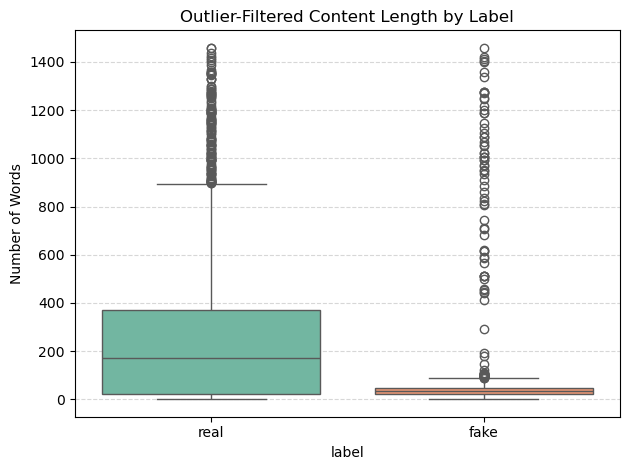 Outlier-Filtered Content Length by Label
Number of Words
1400
1200
1000
800
600
400
200
0
real
fake
label